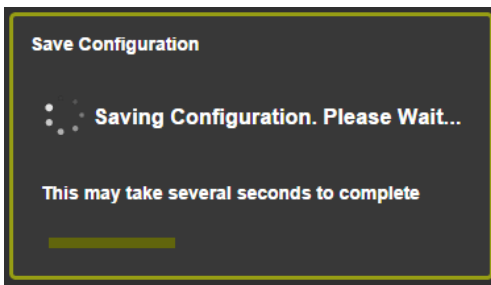 Save Configuration
Saving Configuration. Please Wait...
This may take several seconds to complete